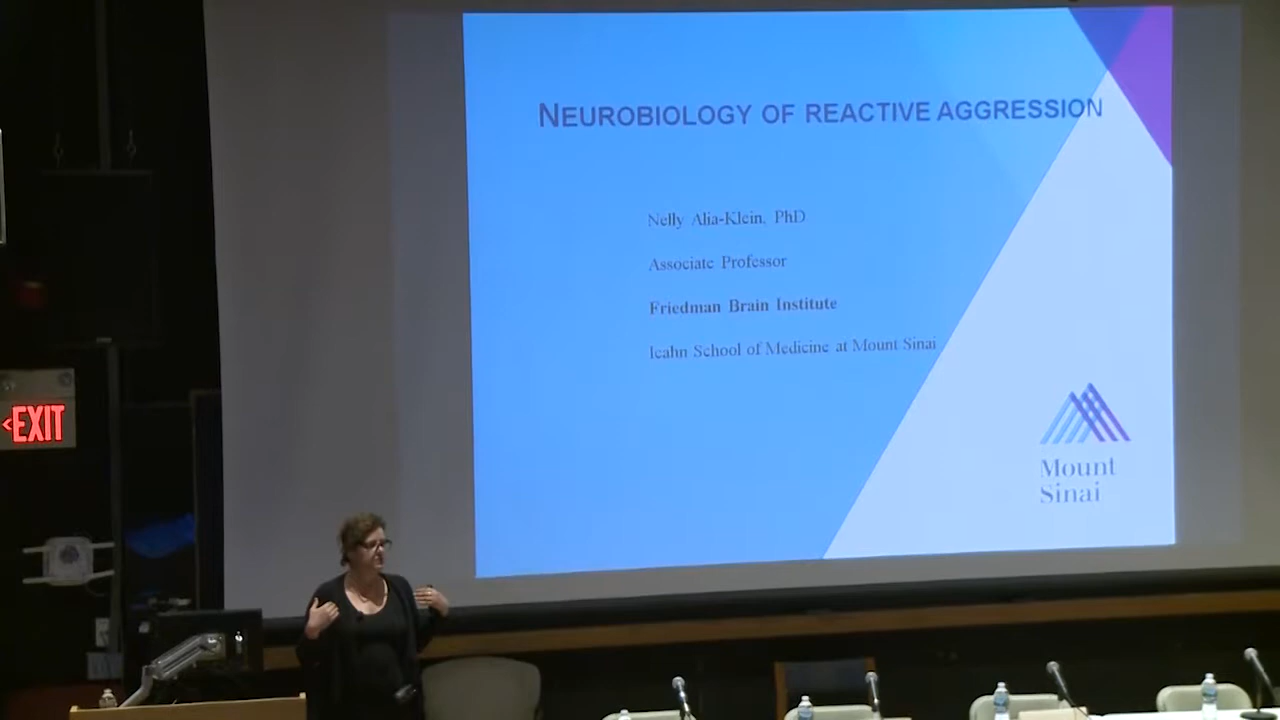 NEUROBIOLOGY OF REACTIVE AGGRESSION
Nelly Alia-Klein, PhD
Associate Professor
Friedman Brain Institute
Icahn School of Medicine at Mount Sinai
<EXIT
Mount
Sinai